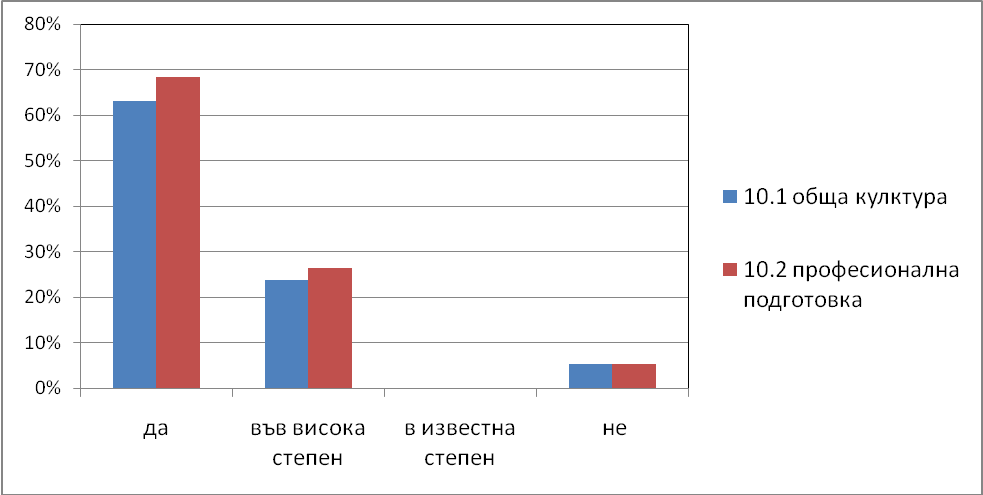 80%
70%
60%
50%
40%
30%
20%
10%
0%
да
във висока
степен
в известна
степен
не
10.1 обща кулктура
10.2 професионална
подготовка